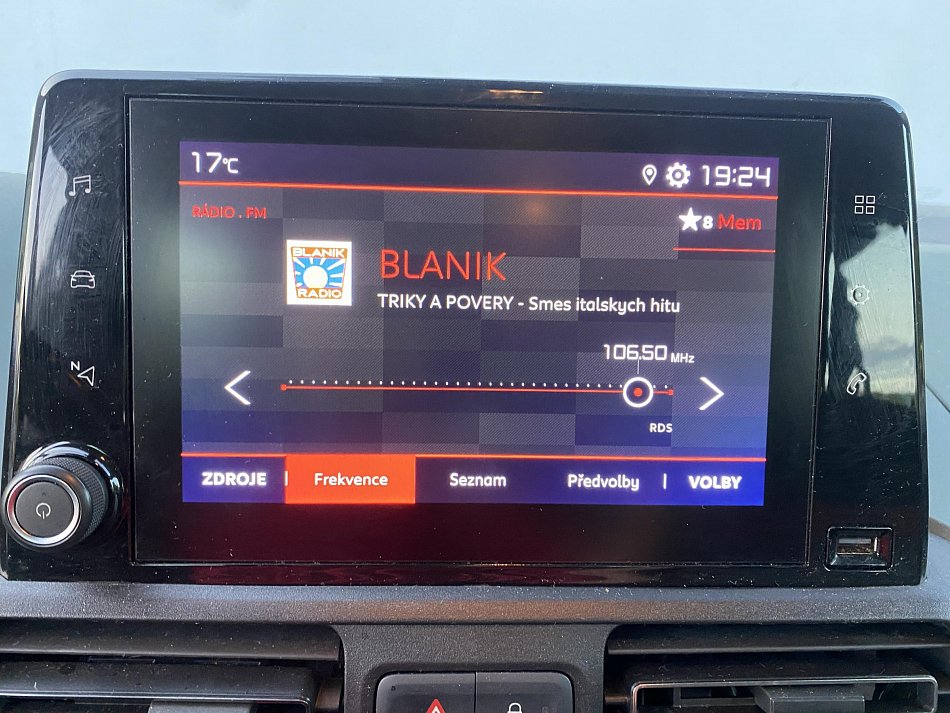 17°C 19:24
RÁDIO . FM
8 Mem
BLANIK
RADIO
BLANIK
TRIKY A POVERY - Smes italskych hitu
106.50 MHz
RDS
N
ZDROJE Frekvence Seznam Předvolby VOLBY